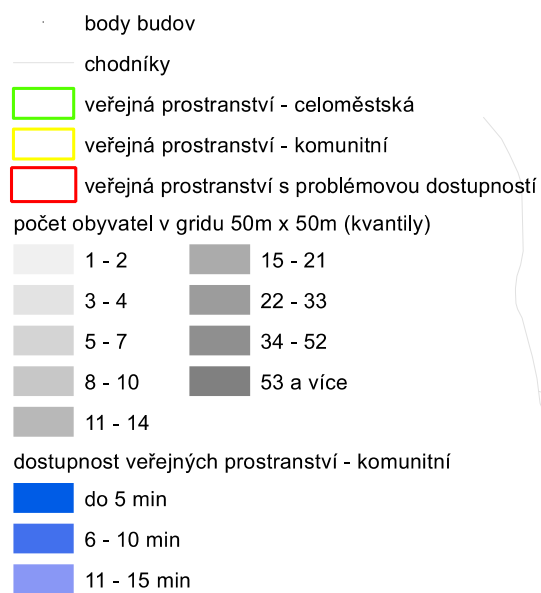 body budov
chodníky
veřejná prostranství - celoměstská
veřejná prostranství - komunitní
veřejná prostranství s problémovou dostupností
počet obyvatel v gridu 50m x 50m (kvantily)
1 - 2
3 - 4
5 - 7
8 - 10
11 - 14
15 - 21
22 - 33
34 - 52
53 a více
dostupnost veřejných prostranství - komunitní
do 5 min
6 - 10 min
11 - 15 min